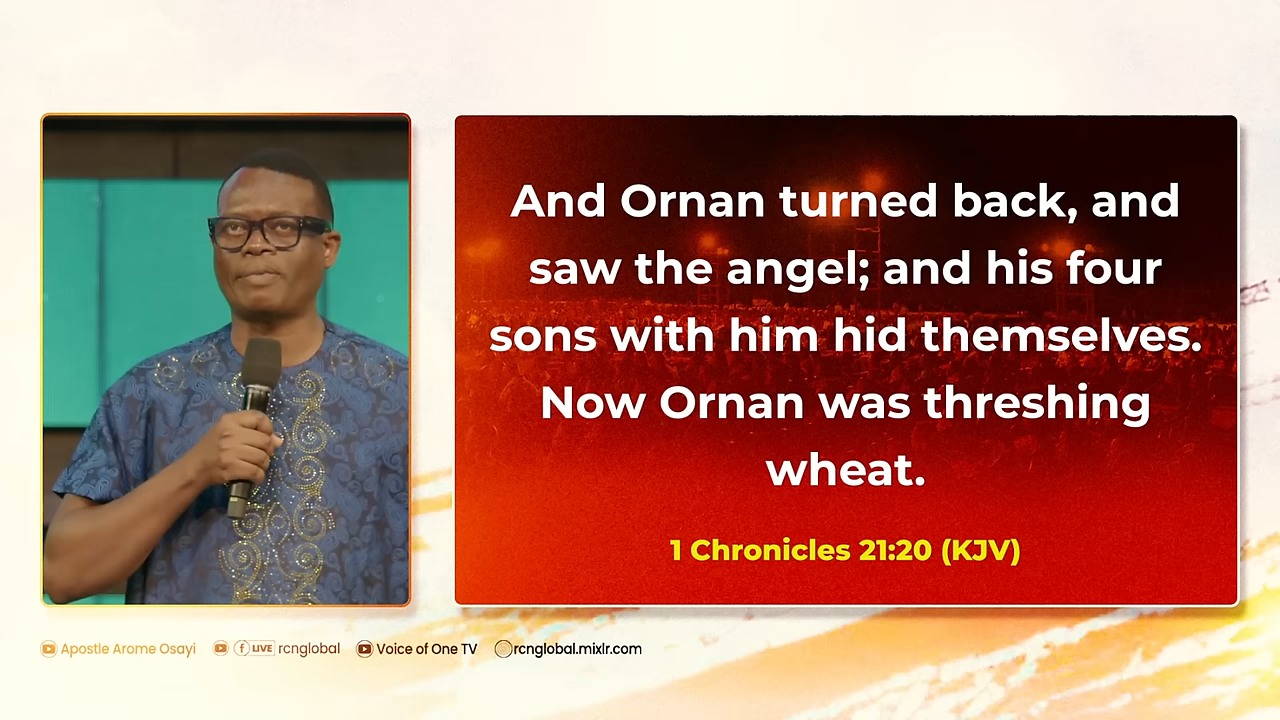 And Ornan turned back, and
saw the angel; and his four
sons with him hid themselves.
Now Ornan was threshing
wheat.
1 Chronicles 21:20 (KJV)
Apostle Arome Osayi f LIVE rcnglobal Voice of One TV rcnglobal.mixlr.com